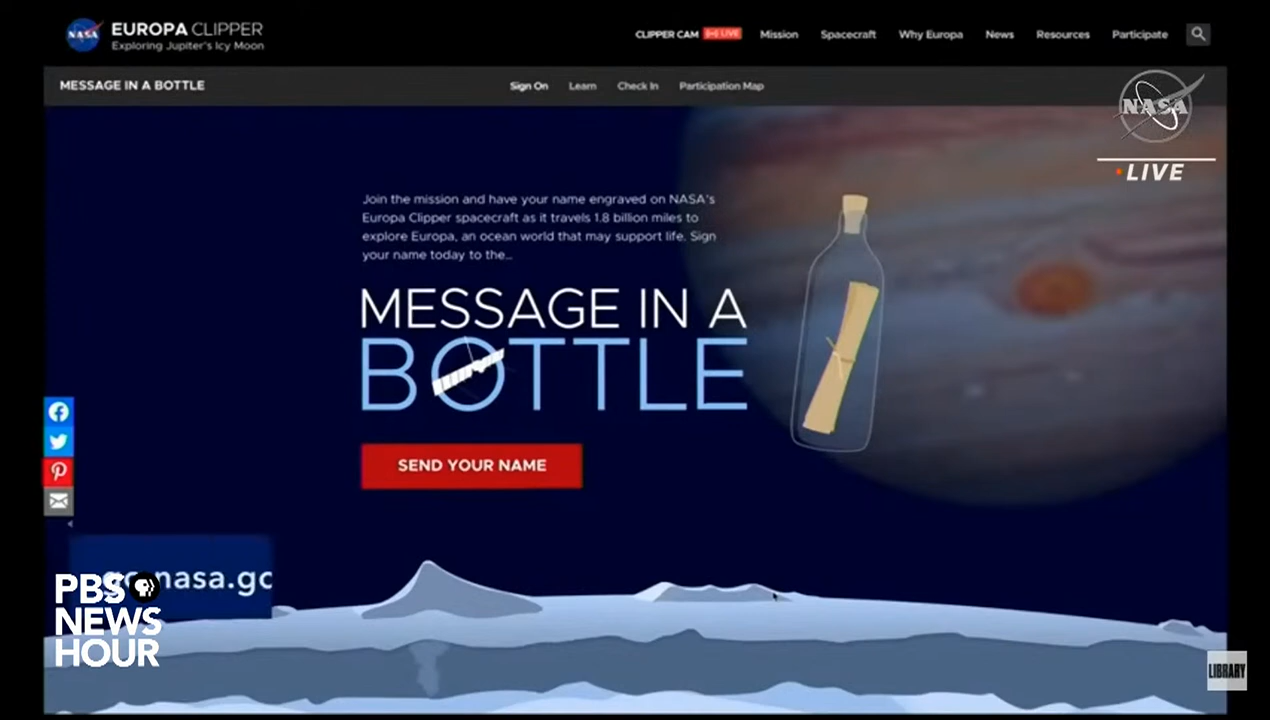 NASA
EUROPA CLIPPER
Exploring Jupiter's Icy Moon
CLIPPER CAM LIVE Mission Spacecraft Why Europa News Resources Participate
MESSAGE IN A BOTTLE
Sign On Learn Check In Participation Map
NASA
LIVE
Join the mission and have your name engraved on NASA's
Europa Clipper spacecraft as it travels 1.8 billion miles to
explore Europa, an ocean world that may support life. Sign
your name today to the...
MESSAGE IN A
BOTTLE
SEND YOUR NAME
go.nasa.go
PBS
NEWS
HOUR
LIBRARY